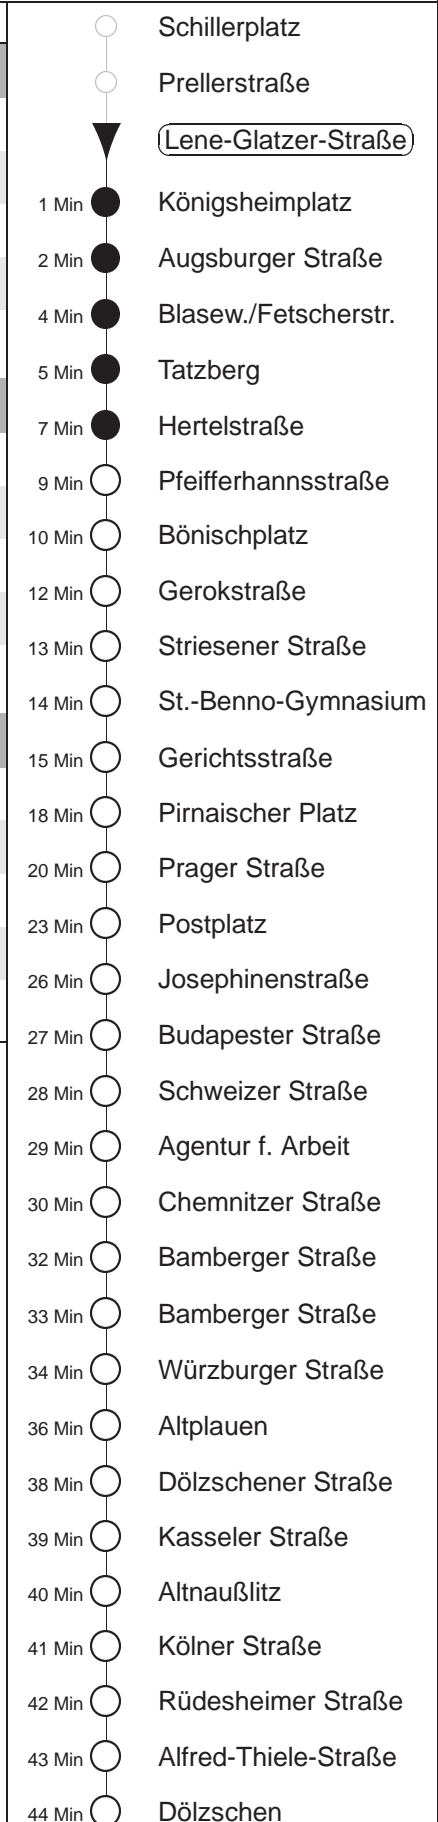 Schillerplatz
Prellerstraße
Lene-Glatzer-Straße
1 Min Königsheimplatz
2 Min Augsburger Straße
4 Min Blasew./Fetscherstr.
5 Min Tatzberg
7 Min Hertelstraße
9 Min Pfeifferhannsstraße
10 Min Bönischplatz
12 Min Gerokstraße
13 Min Striesener Straße
14 Min St.-Benno-Gymnasium
15 Min Gerichtsstraße
18 Min Pirnaischer Platz
20 Min Prager Straße
23 Min Postplatz
26 Min Josephinenstraße
27 Min Budapester Straße
28 Min Schweizer Straße
29 Min Agentur f. Arbeit
30 Min Chemnitzer Straße
32 Min Bamberger Straße
33 Min Bamberger Straße
34 Min Würzburger Straße
36 Min Altplauen
38 Min Dölzschener Straße
39 Min Kasseler Straße
40 Min Altnaußlitz
41 Min Kölner Straße
42 Min Rüdesheimer Straße
43 Min Alfred-Thiele-Straße
44 Min Dölzschen